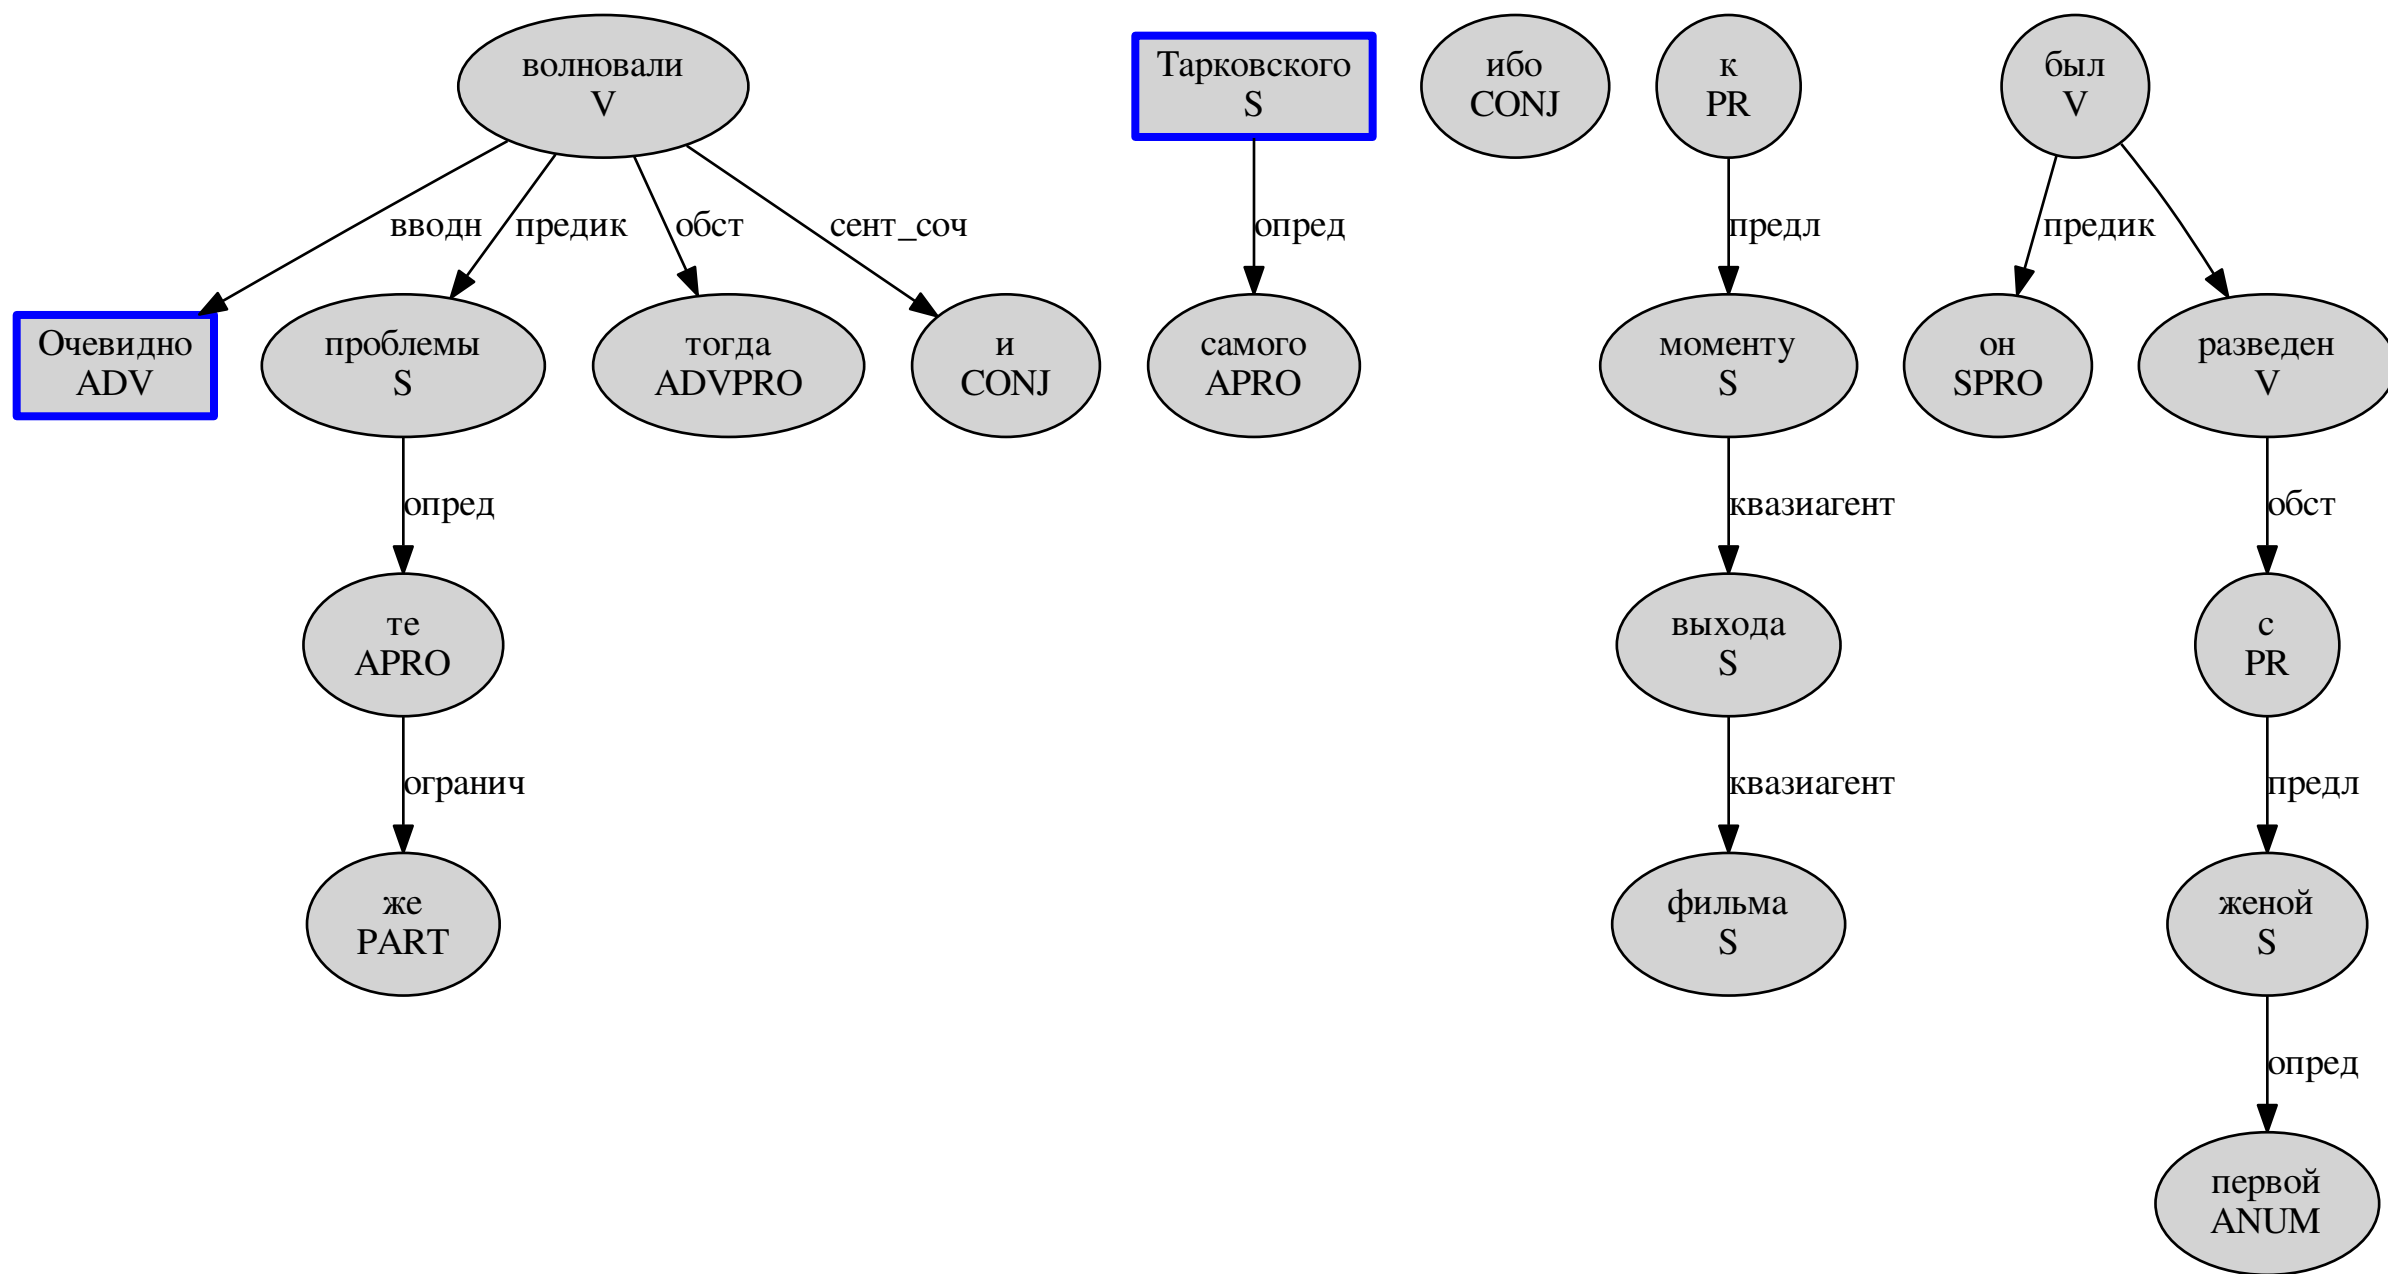 волновали
V
Тарковского
S
ибо
CONJ
к
PR
был
V
вводн
предик
обст
сент_соч
опред
предл
предик
Очевидно
ADV
проблемы
S
тогда
ADVPRO
и
CONJ
самого
APRO
моменту
S
он
SPRO
разведен
V
опред
квазиагент
обст
те
APRO
выхода
S
с
PR
огранич
квазиагент
предл
же
PART
фильма
S
женой
S
опред
первой
ANUM